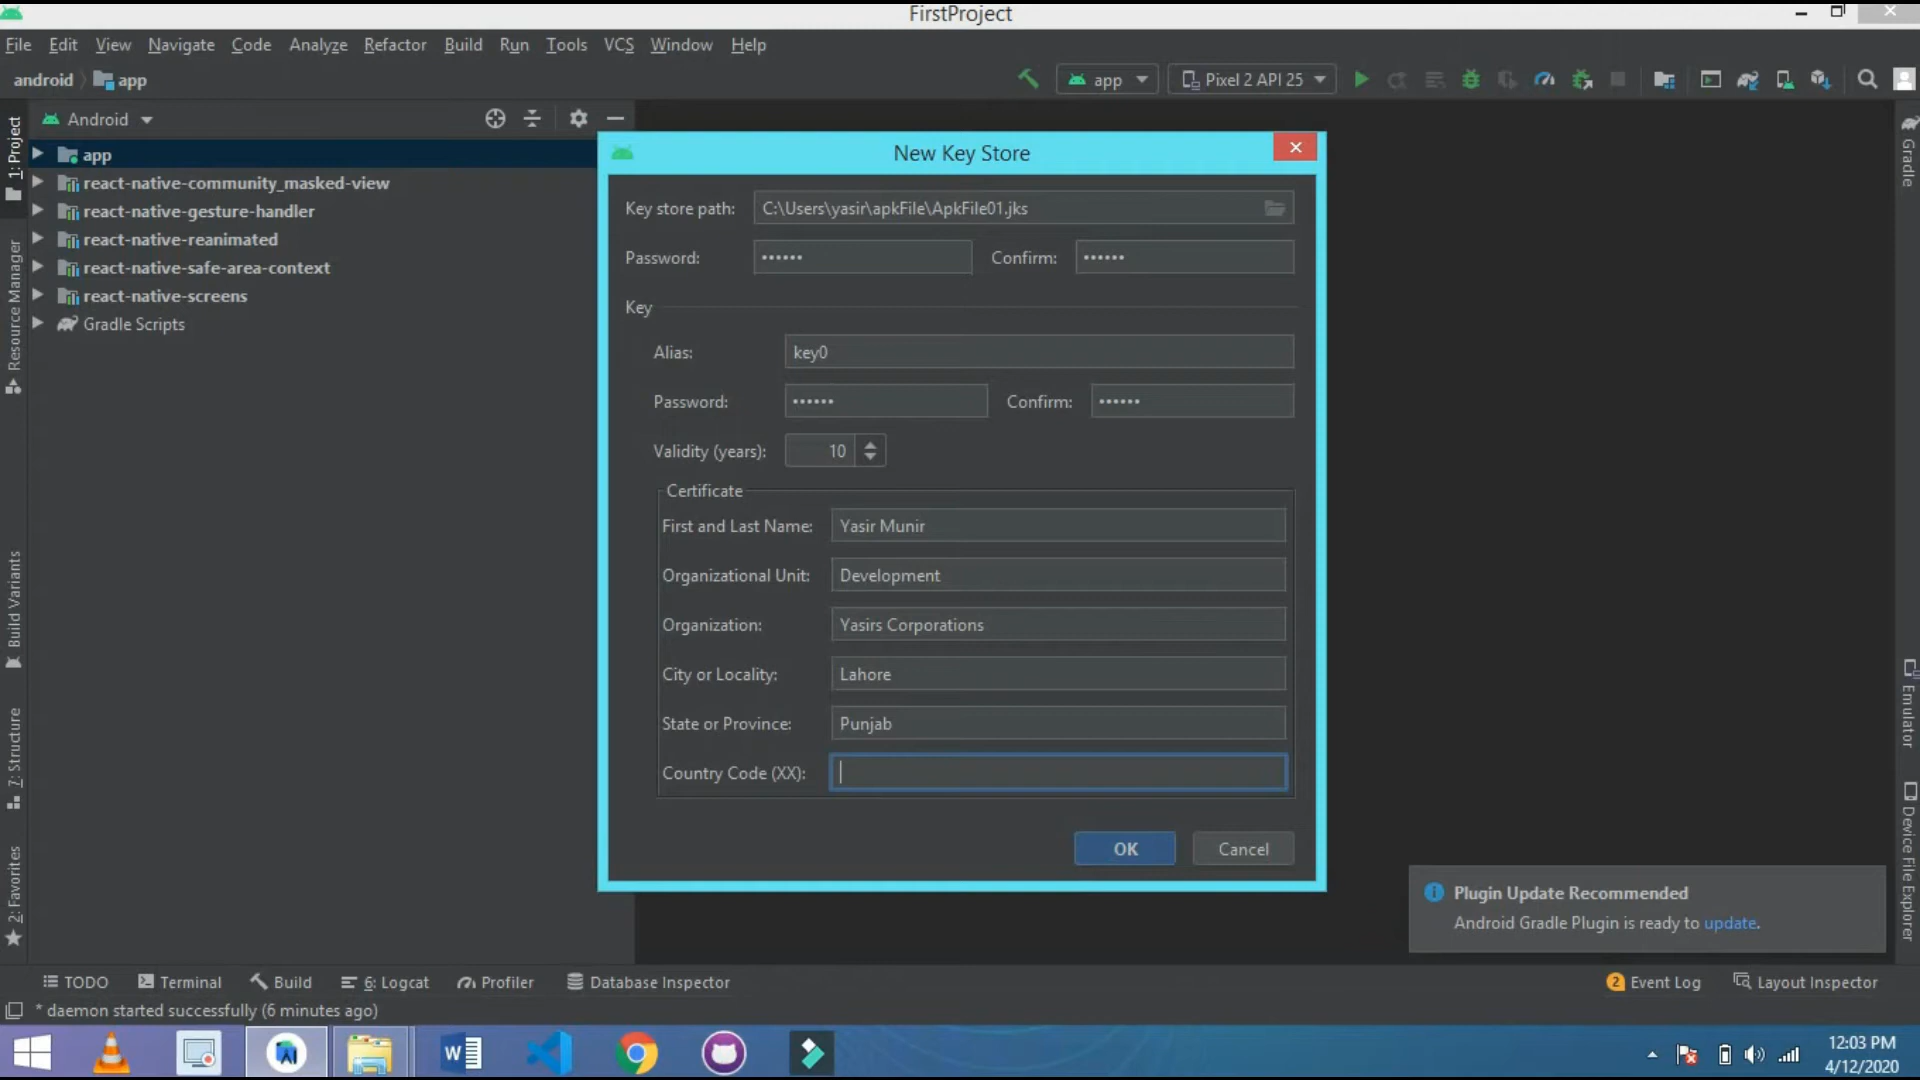 FirstProject
File Edit View Navigate Code Analyze Refactor Build Run Tools VCS Window Help
android app
app
Pixel 2 API 25
Android
1: Project
Resource Manager
Build Variants
7: Structure
2: Favorites
app
react-native-community_masked-view
react-native-gesture-handler
react-native-reanimated
react-native-safe-area-context
react-native-screens
Gradle Scripts
New Key Store
Key store path: C:\Users\yasir\apkFile\ApkFile01.jks
Password: •••••• Confirm: ••••••
Key
Alias: key0
Password: •••••• Confirm: ••••••
Validity (years): 10
Certificate
First and Last Name: Yasir Munir
Organizational Unit: Development
Organization: Yasirs Corporations
City or Locality: Lahore
State or Province: Punjab
Country Code (XX):
OK Cancel
Gradle
Emulator
Device File Explorer
Plugin Update Recommended
Android Gradle Plugin is ready to update.
TODO Terminal Build 6: Logcat Profiler Database Inspector 2 Event Log Layout Inspector
* daemon started successfully (6 minutes ago)
12:03 PM
4/12/2020